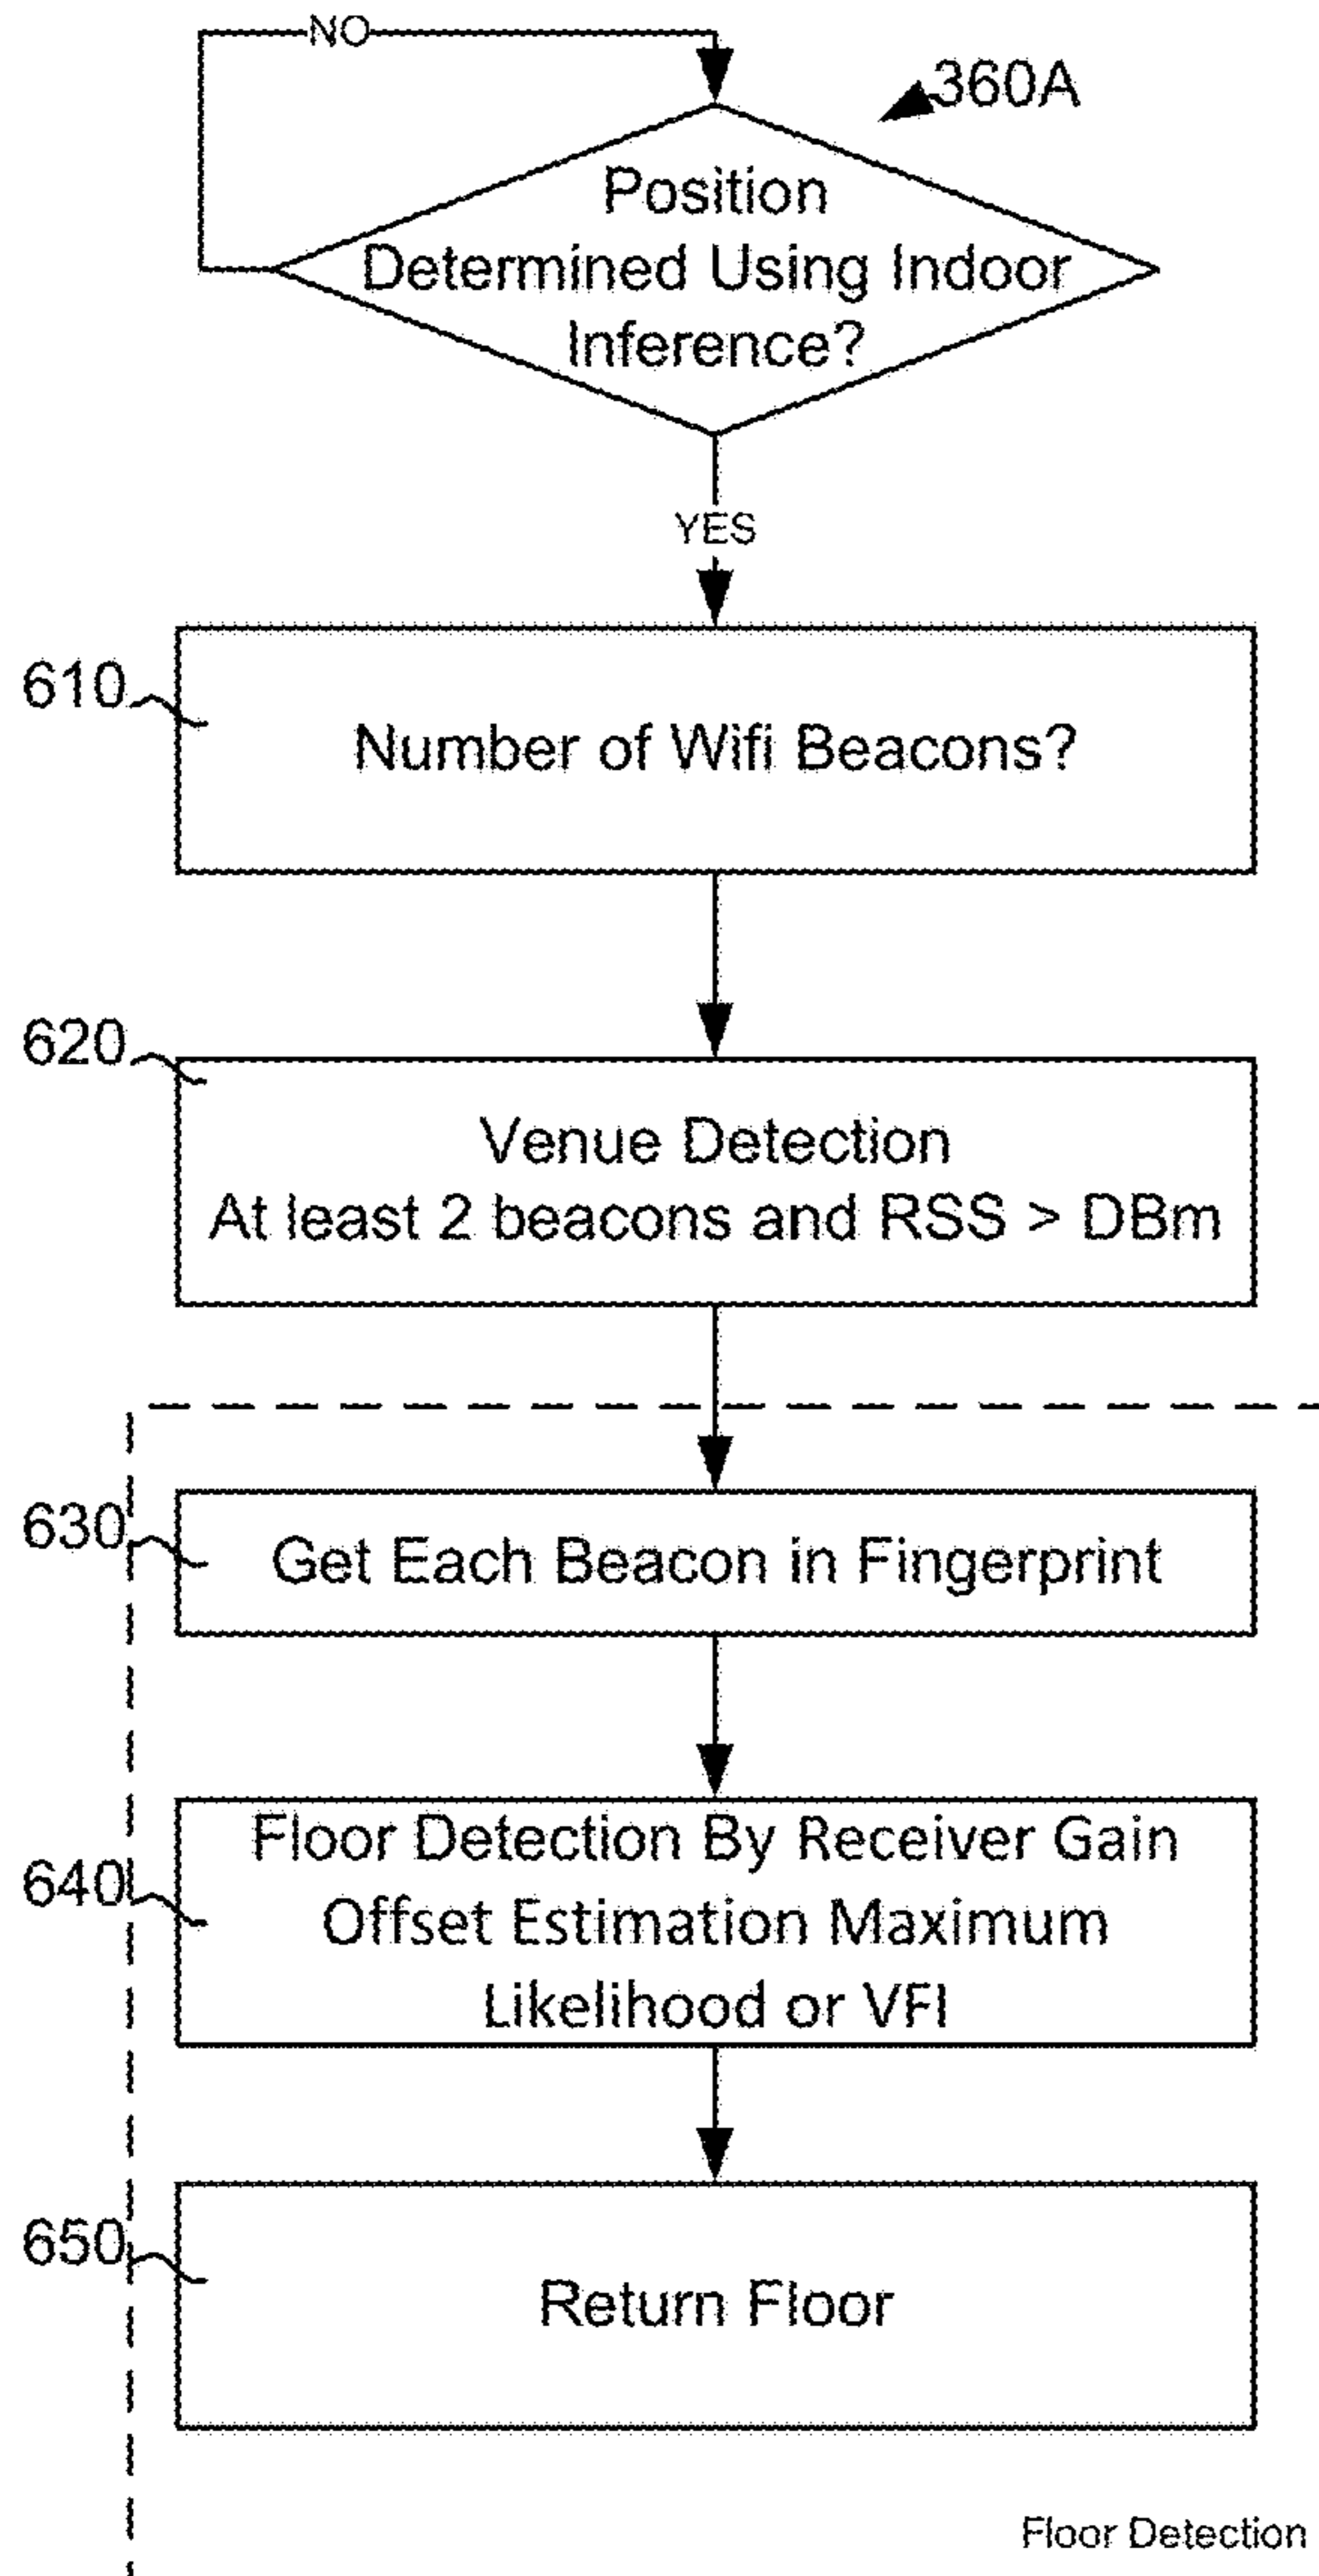 NO
360A
Position
Determined Using Indoor
Inference?
YES
610
Number of Wifi Beacons?
620
Venue Detection
At least 2 beacons and RSS > DBm
630
Get Each Beacon in Fingerprint
640
Floor Detection By Receiver Gain
Offset Estimation Maximum
Likelihood or VFI
650
Return Floor
Floor Detection